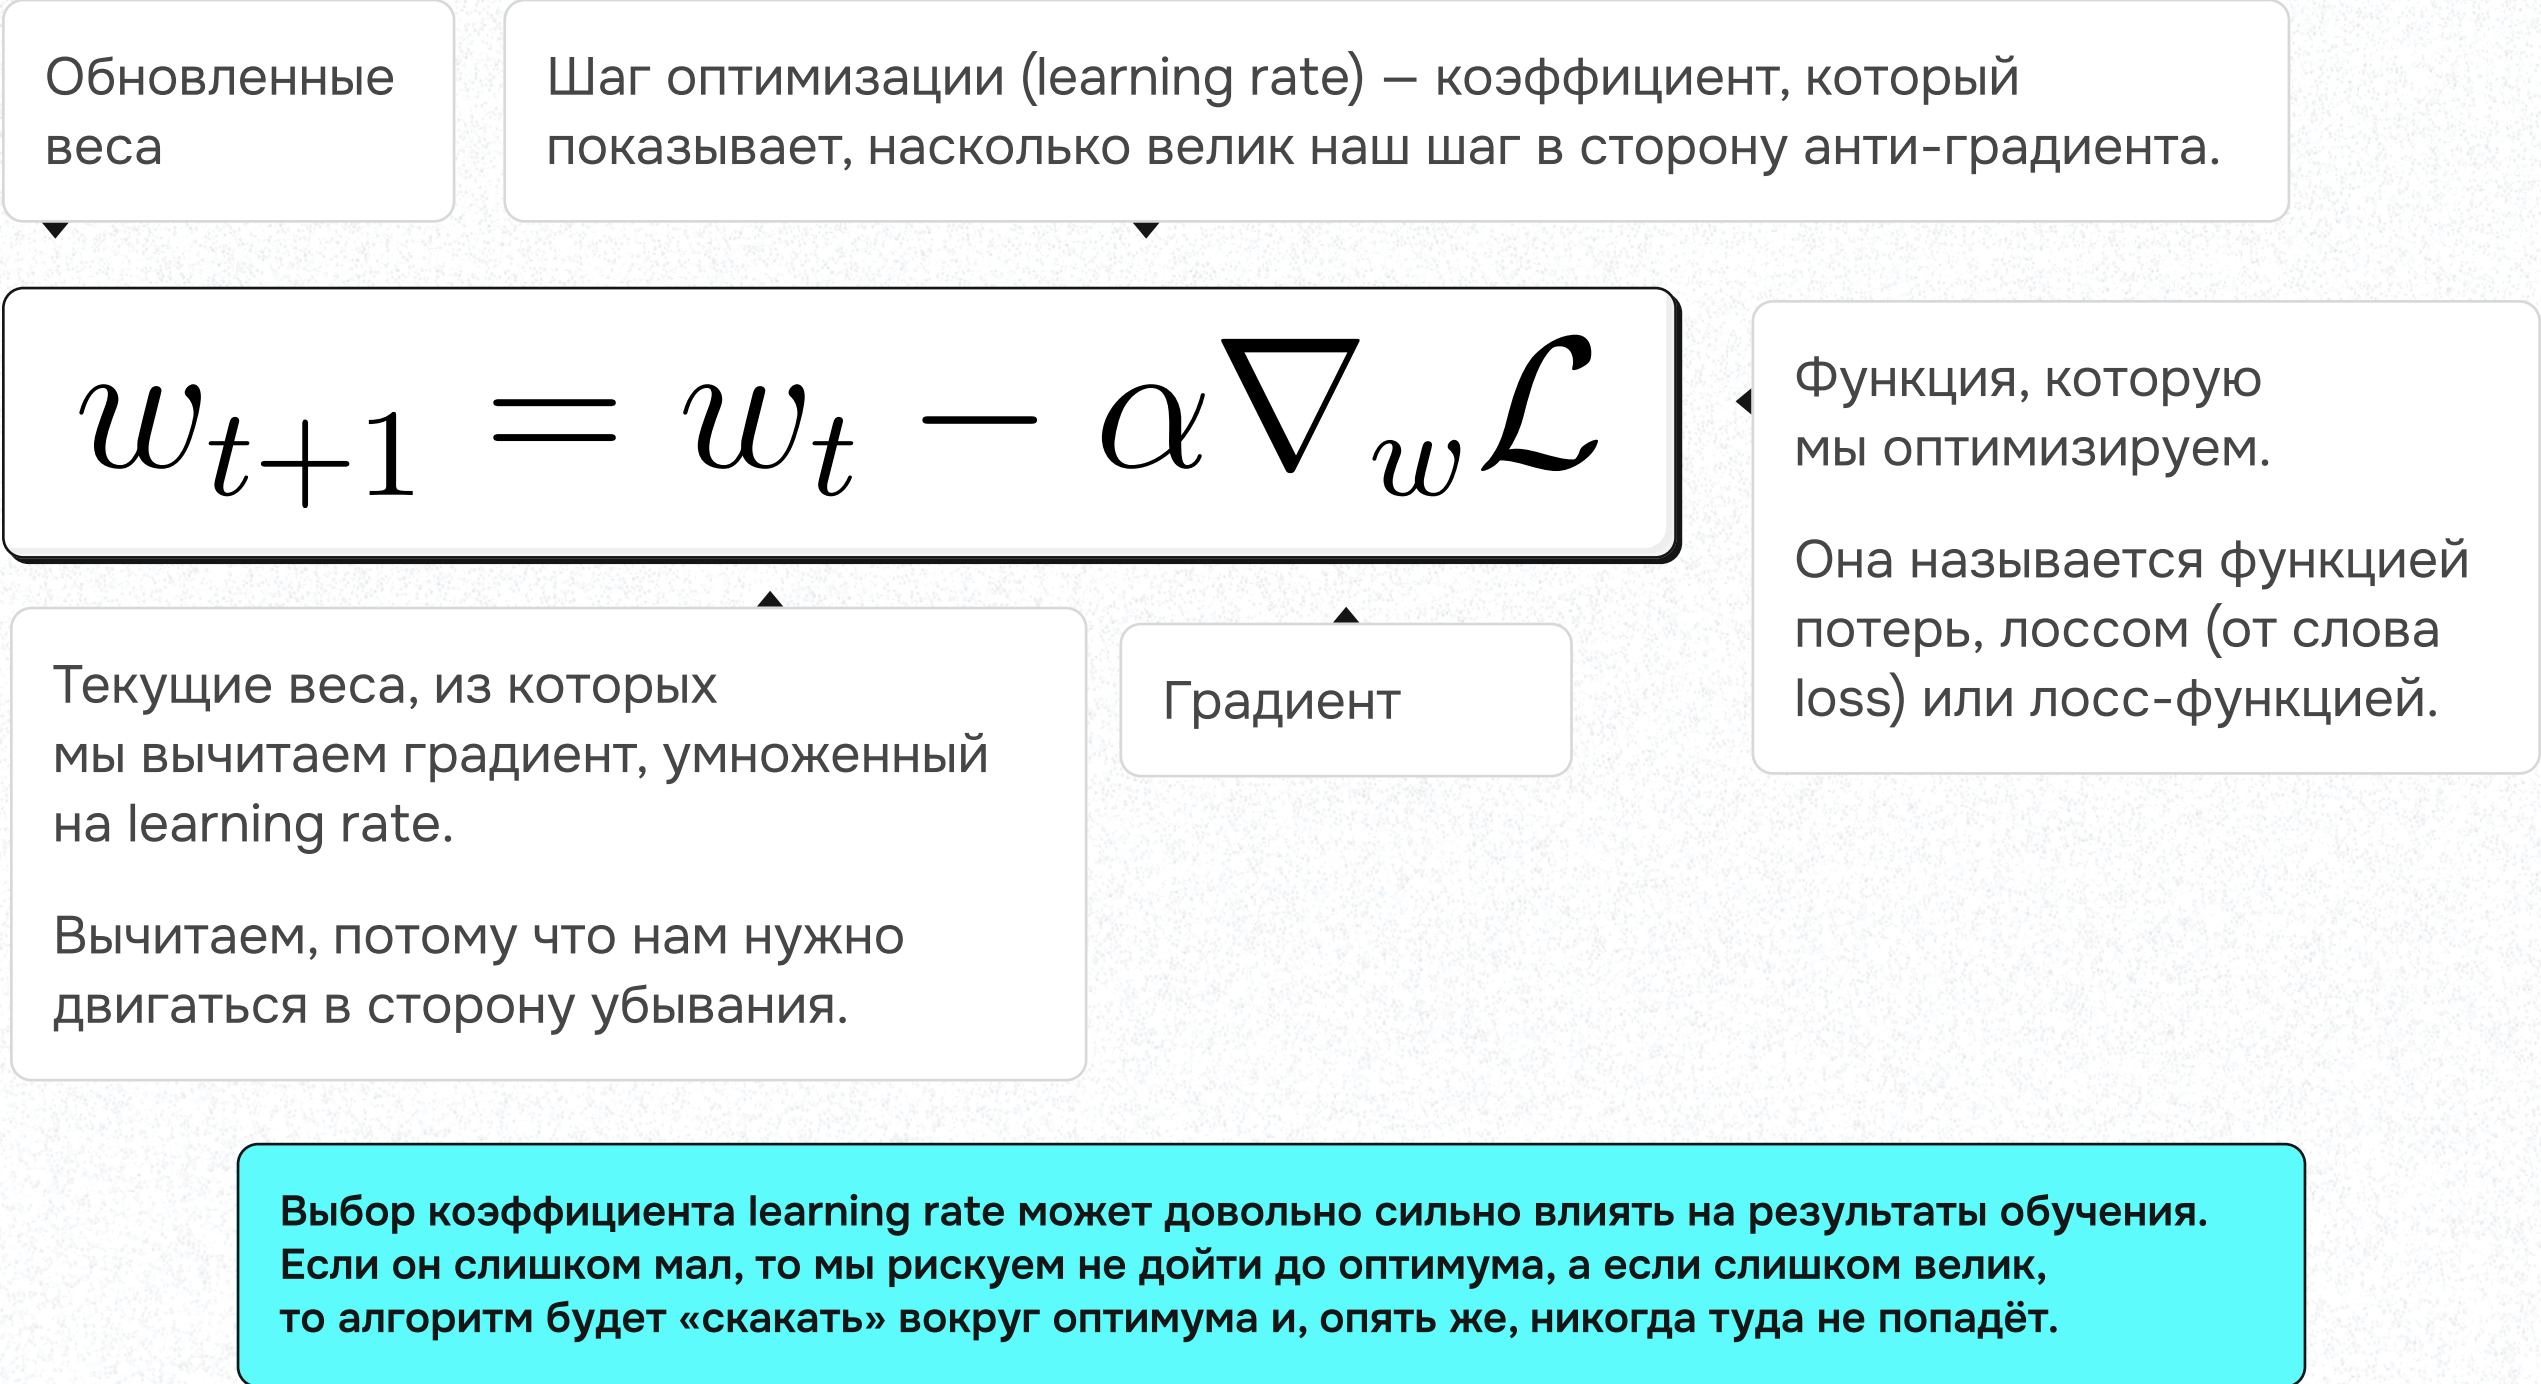 Обновленные
веса
Шаг оптимизации (learning rate) — коэффициент, который
показывает, насколько велик наш шаг в сторону анти-градиента.
w_{t+1} = w_t − α∇_w ℒ
Функция, которую
мы оптимизируем.
Она называется функцией
потерь, лоссом (от слова
loss) или лосс-функцией.
Текущие веса, из которых
мы вычитаем градиент, умноженный
на learning rate.
Вычитаем, потому что нам нужно
двигаться в сторону убывания.
Градиент
Выбор коэффициента learning rate может довольно сильно влиять на результаты обучения.
Если он слишком мал, то мы рискуем не дойти до оптимума, а если слишком велик,
то алгоритм будет «скакать» вокруг оптимума и, опять же, никогда туда не попадёт.